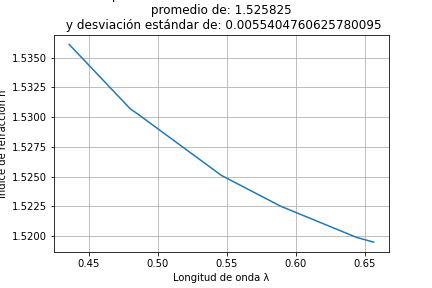 promedio de: 1.525825
y desviación estándar de: 0.0055404760625780095
1.5350
1.5325
1.5300
1.5275
1.5250
1.5225
1.5200
de refracción
0.45 0.50 0.55 0.60 0.65
Longitud de onda λ